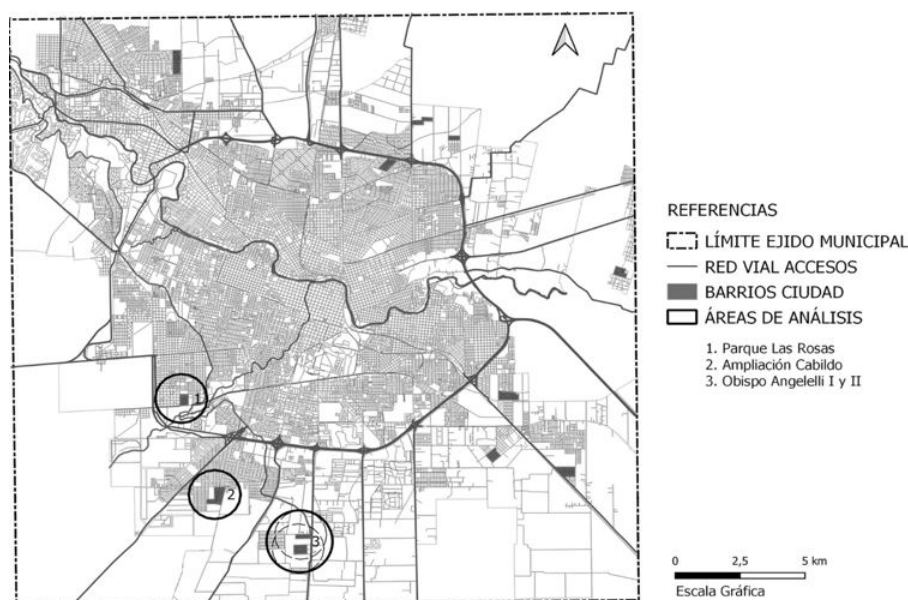 1
2
3
REFERENCIAS
LÍMITE EJIDO MUNICIPAL
RED VIAL ACCESOS
BARRIOS CIUDAD
ÁREAS DE ANÁLISIS
1. Parque Las Rosas
2. Ampliación Cabildo
3. Obispo Angelelli I y II
0 2,5 5 km
Escala Gráfica